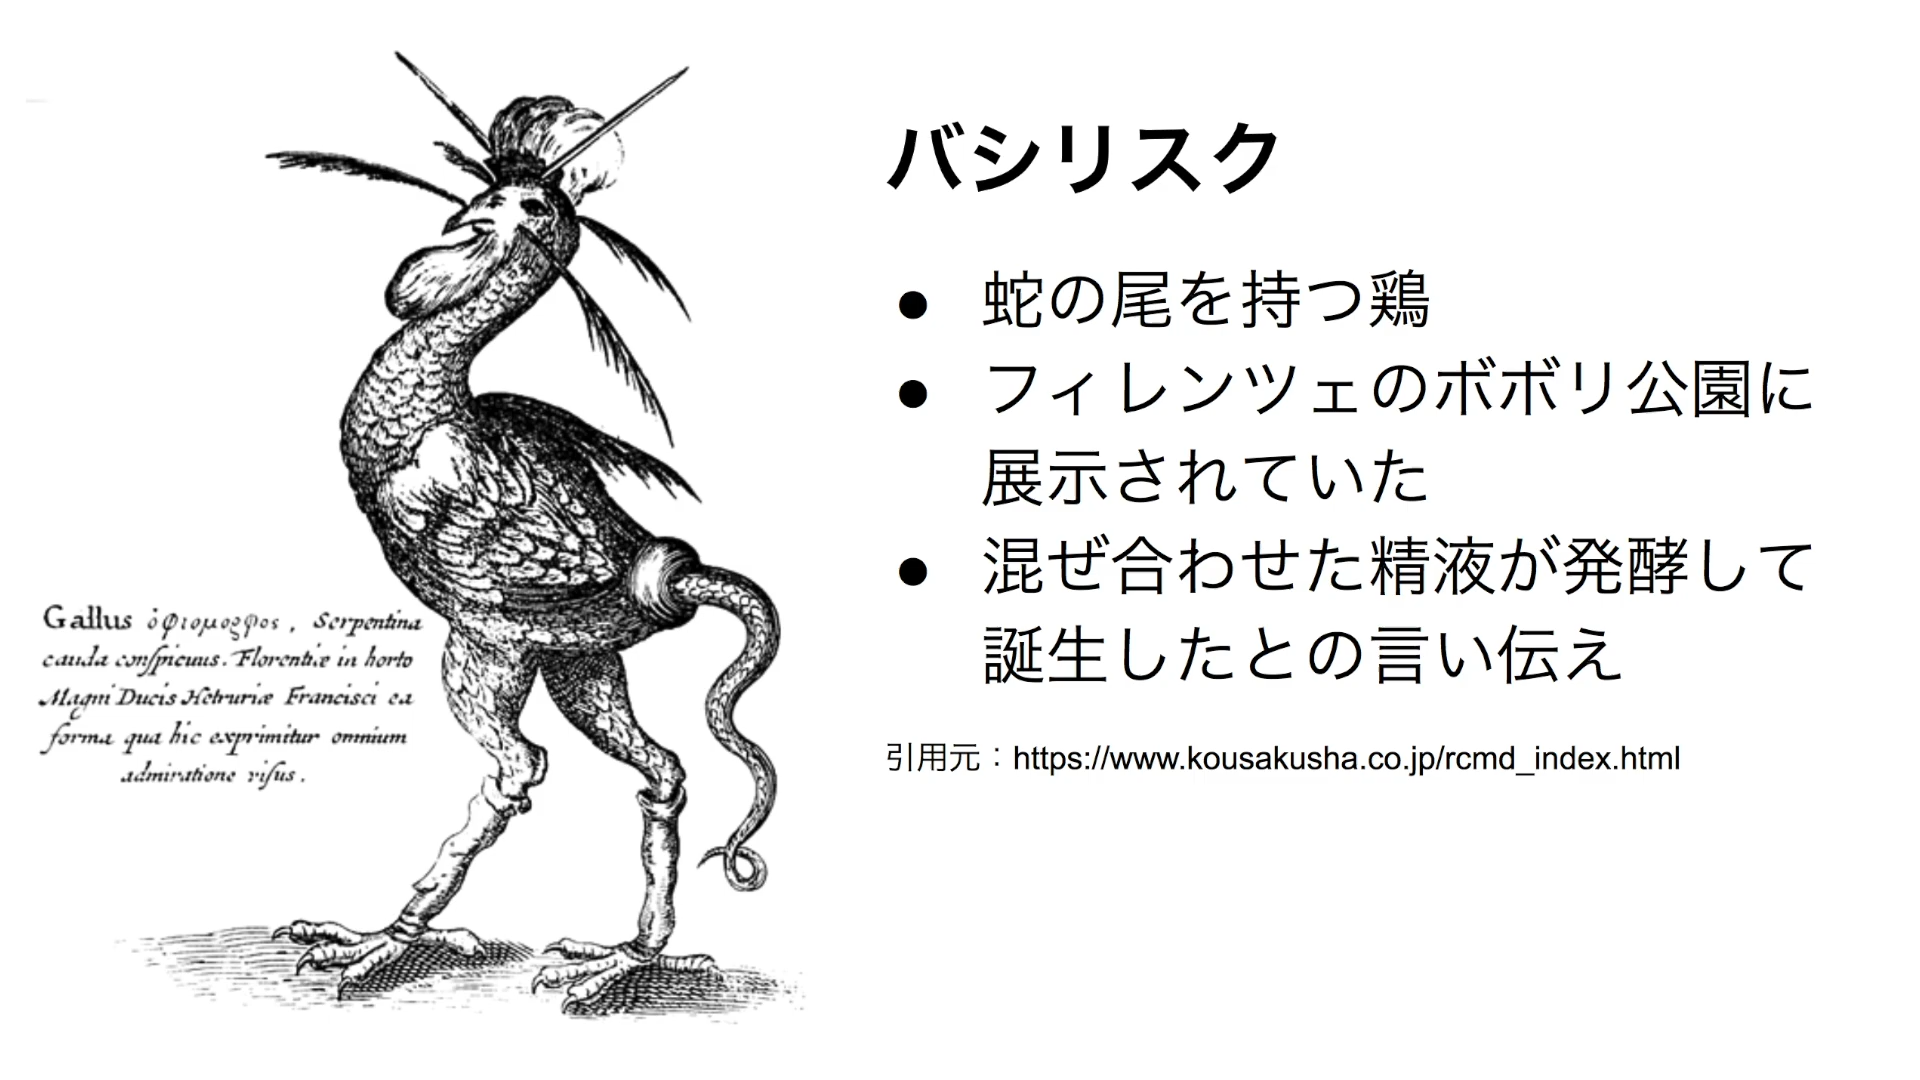 バシリスク
● 蛇の尾を持つ鶏
● フィレンツェのボボリ公園に
展示されていた
● 混ぜ合わせた精液が発酵して
誕生したとの言い伝え
引用元：https://www.kousakusha.co.jp/rcmd_index.html
Gallus ὀφιομορφος, Serpentina
cauda conſpicuus. Florentiæ in horto
Magni Ducis Hetruriæ Francisci ea
forma qua hic exprimitur omnium
admiratione viſus.